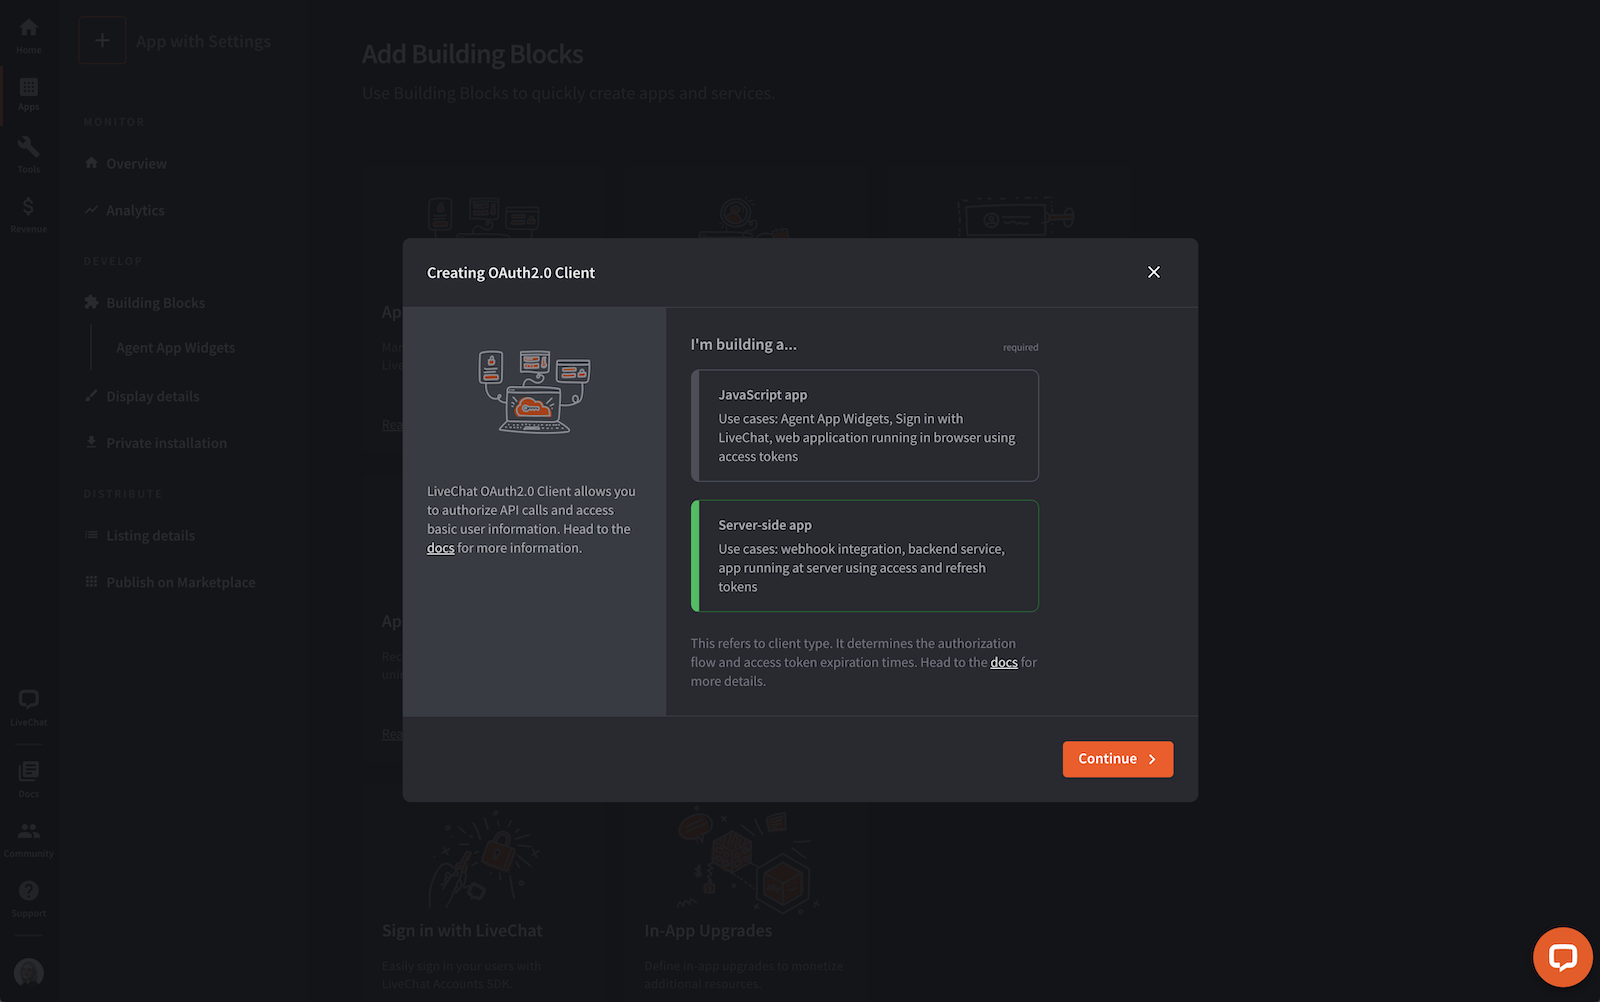 Home
Apps
Tools
Revenue
LiveChat
Docs
Community
Support
App with Settings
MONITOR
Overview
Analytics
DEVELOP
Building Blocks
Agent App Widgets
Display details
Private installation
DISTRIBUTE
Listing details
Publish on Marketplace
Add Building Blocks
Use Building Blocks to quickly create apps and services.
Creating OAuth2.0 Client
LiveChat OAuth2.0 Client allows you
to authorize API calls and access
basic user information. Head to the
docs for more information.
I'm building a...
required
JavaScript app
Use cases: Agent App Widgets, Sign in with
LiveChat, web application running in browser using
access tokens
Server-side app
Use cases: webhook integration, backend service,
app running at server using access and refresh
tokens
This refers to client type. It determines the authorization
flow and access token expiration times. Head to the docs for
more details.
Continue
Sign in with LiveChat
Easily sign in your users with
LiveChat Accounts SDK.
In-App Upgrades
Define in-app upgrades to monetize
additional resources.